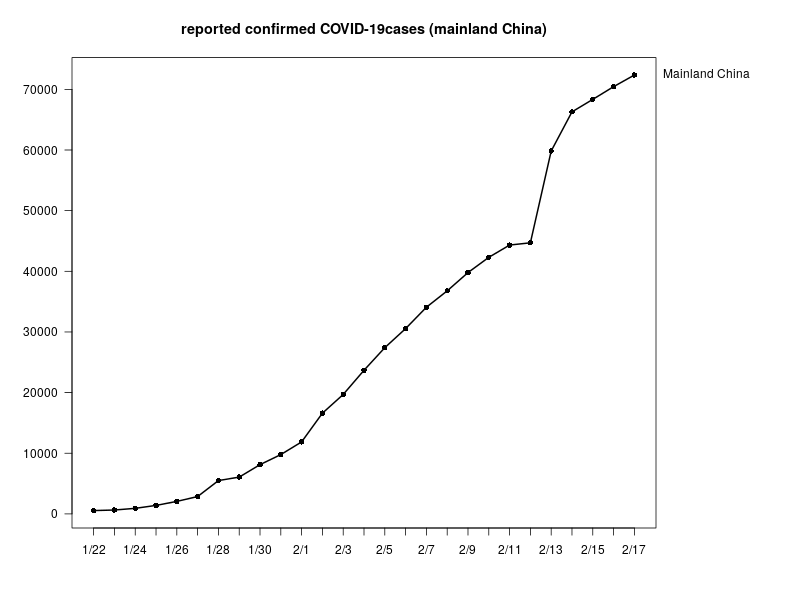 reported confirmed COVID-19cases (mainland China)
Mainland China
70000
60000
50000
40000
30000
20000
10000
0
1/22 1/24 1/26 1/28 1/30 2/1 2/3 2/5 2/7 2/9 2/11 2/13 2/15 2/17